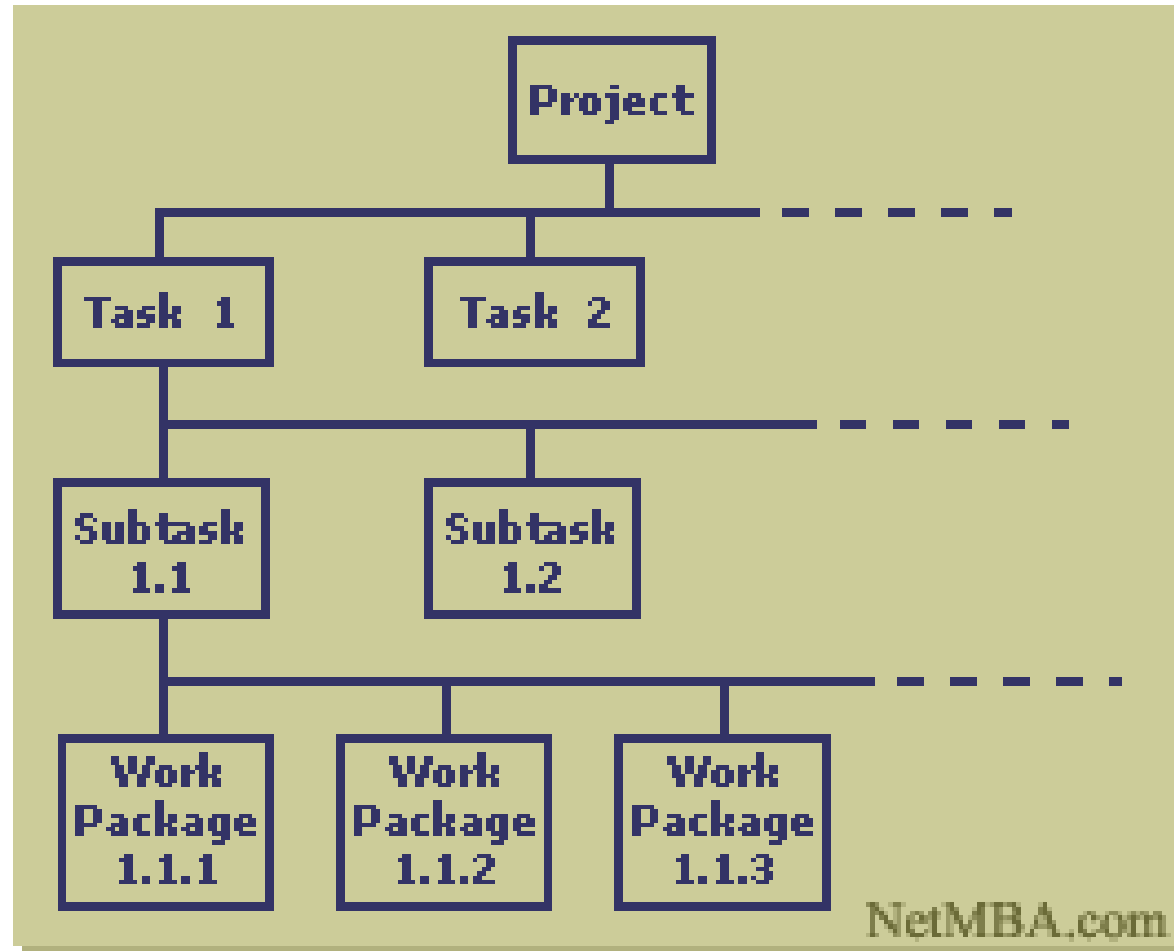 Project
Task 1
Task 2
Subtask
1.1
Subtask
1.2
Work
Package
1.1.1
Work
Package
1.1.2
Work
Package
1.1.3
NetMBA.com